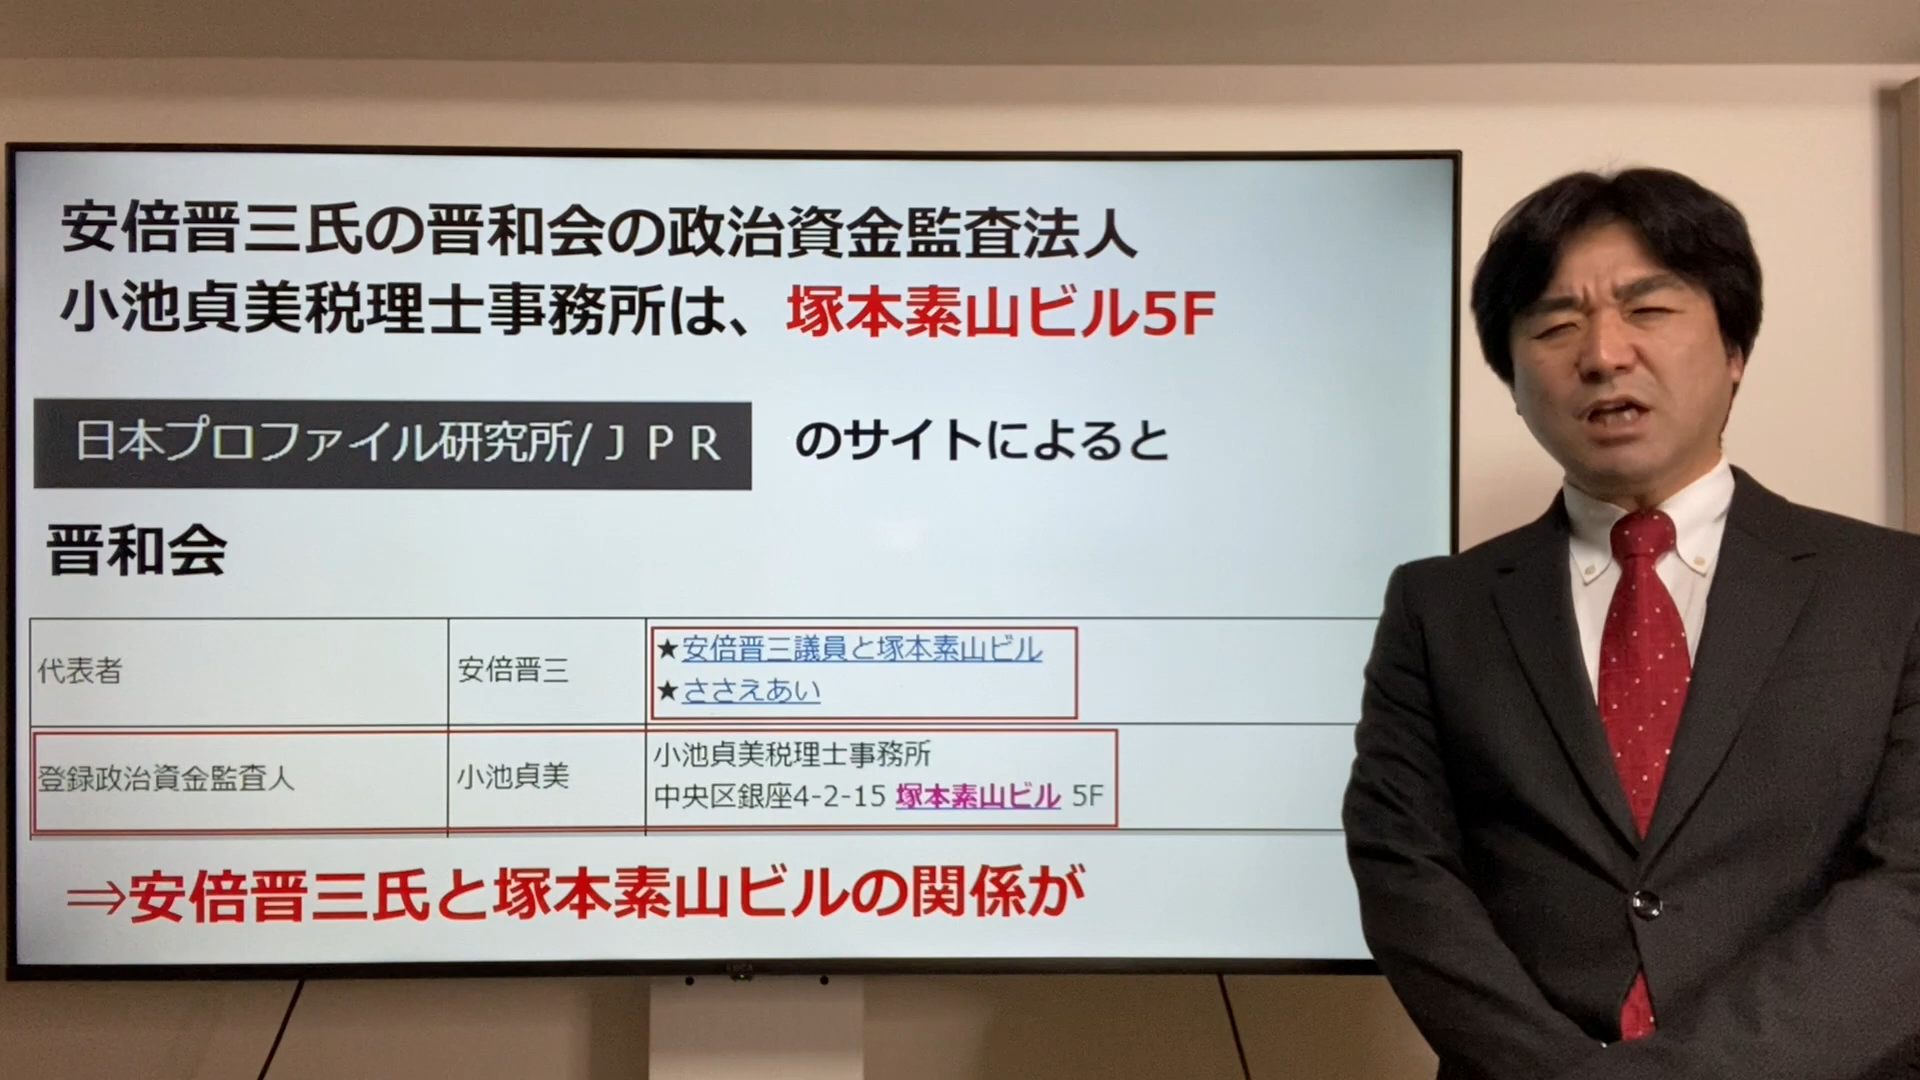 安倍晋三氏の晋和会の政治資金監査法人
小池貞美税理士事務所は、塚本素山ビル5F
日本プロファイル研究所/ＪＰＲ のサイトによると
晋和会
代表者 安倍晋三 ★安倍晋三議員と塚本素山ビル
★ささえあい
登録政治資金監査人 小池貞美 小池貞美税理士事務所
中央区銀座4-2-15 塚本素山ビル 5F
⇒安倍晋三氏と塚本素山ビルの関係が